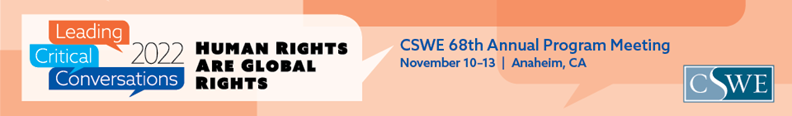 Leading
Critical
Conversations
2022
HUMAN RIGHTS
ARE GLOBAL
RIGHTS
CSWE 68th Annual Program Meeting
November 10–13 | Anaheim, CA
CSWE